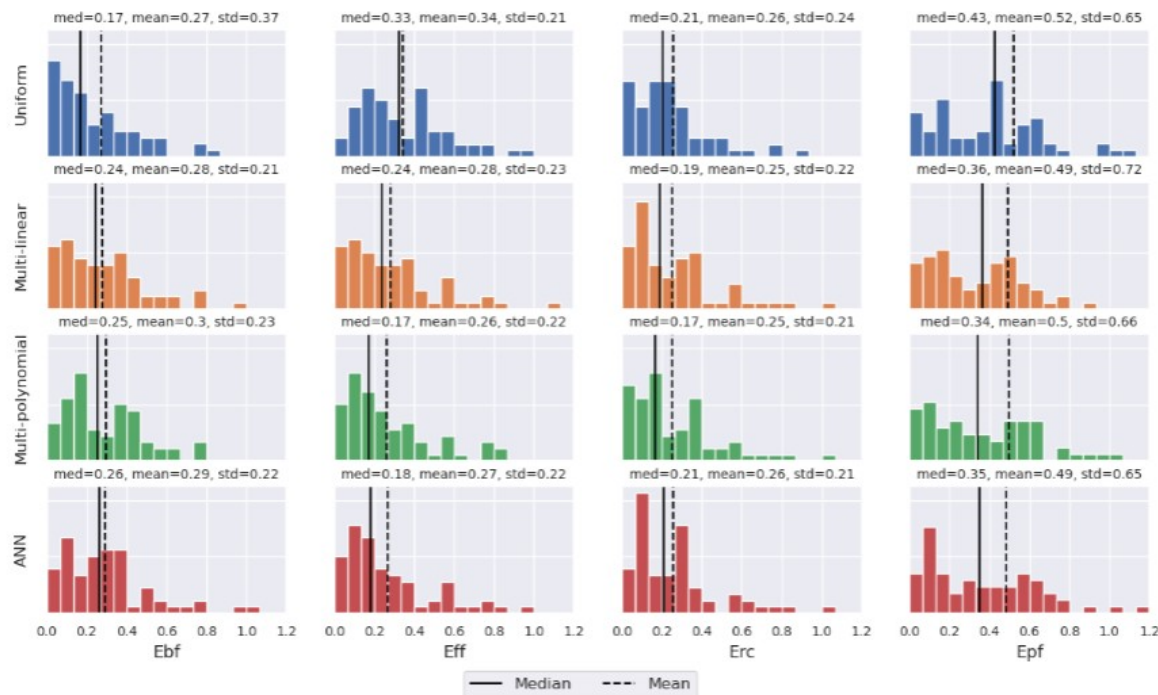 med=0.17, mean=0.27, std=0.37 med=0.33, mean=0.34, std=0.21 med=0.21, mean=0.26, std=0.24 med=0.43, mean=0.52, std=0.65
Uniform
med=0.24, mean=0.28, std=0.21 med=0.24, mean=0.28, std=0.23 med=0.19, mean=0.25, std=0.22 med=0.36, mean=0.49, std=0.72
Multi-linear
med=0.25, mean=0.3, std=0.23 med=0.17, mean=0.26, std=0.22 med=0.17, mean=0.25, std=0.21 med=0.34, mean=0.5, std=0.66
Multi-polynomial
med=0.26, mean=0.29, std=0.22 med=0.18, mean=0.27, std=0.22 med=0.21, mean=0.26, std=0.21 med=0.35, mean=0.49, std=0.65
ANN
0.0 0.2 0.4 0.6 0.8 1.0 1.2 0.0 0.2 0.4 0.6 0.8 1.0 1.2 0.0 0.2 0.4 0.6 0.8 1.0 1.2 0.0 0.2 0.4 0.6 0.8 1.0 1.2
Ebf Eff Erc Epf
Median Mean